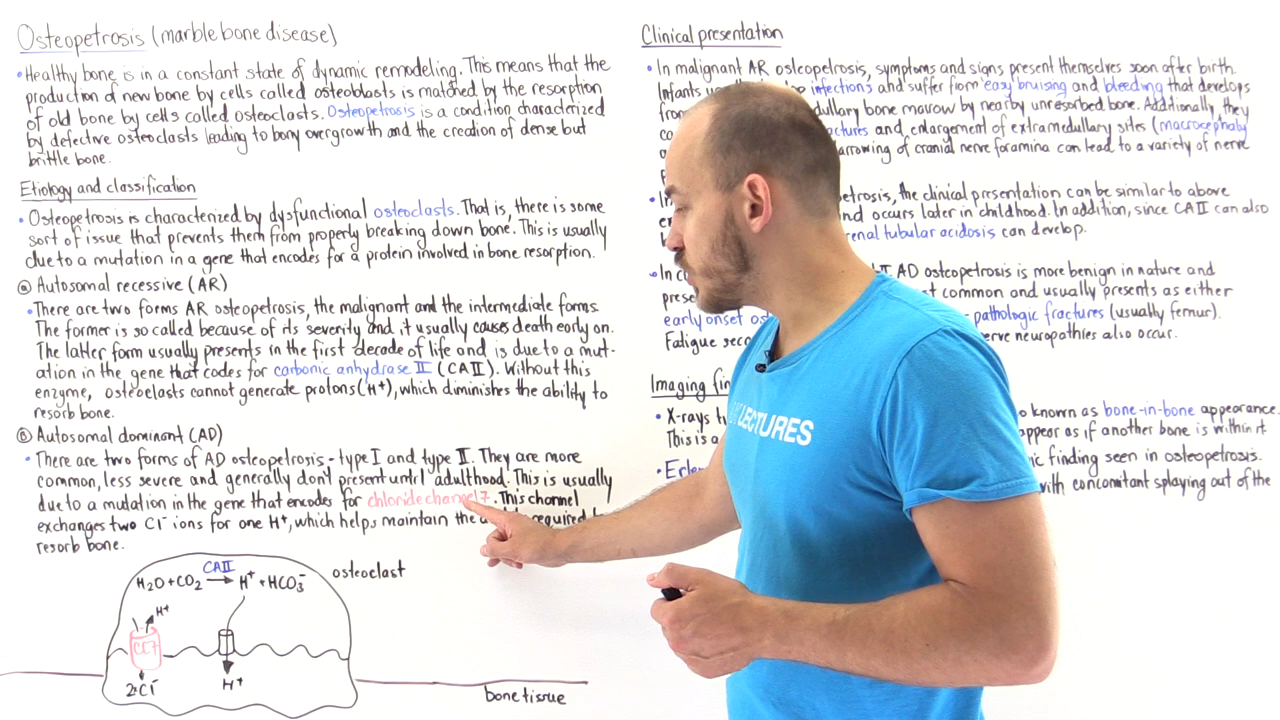 Osteopetrosis (marble bone disease)
• Healthy bone is in a constant state of dynamic remodeling. This means that the
production of new bone by cells called osteoblasts is matched by the resorption
of old bone by cells called osteoclasts. Osteopetrosis is a condition characterized
by defective osteoclasts leading to bony overgrowth and the creation of dense but
brittle bone.
Etiology and classification
• Osteopetrosis is characterized by dysfunctional osteoclasts. That is, there is some
sort of issue that prevents them from properly breaking down bone. This is usually
due to a mutation in a gene that encodes for a protein involved in bone resorption.
ⓐ Autosomal recessive (AR)
• There are two forms AR osteopetrosis, the malignant and the intermediate forms.
The former is so called because of its severity and it usually causes death early on.
The latter form usually presents in the first decade of life and is due to a mut-
ation in the gene that codes for carbonic anhydrase II (CAII). Without this
enzyme, osteoclasts cannot generate protons (H⁺), which diminishes the ability to
resorb bone.
ⓑ Autosomal dominant (AD)
• There are two forms of AD osteopetrosis - type I and type II. They are more
common, less severe and generally don't present until adulthood. This is usually
due to a mutation in the gene that encodes for chloride channel 7. This channel
exchanges two Cl⁻ ions for one H⁺, which helps maintain the required
resorb bone.
CAII
H₂O + CO₂ → H⁺ + HCO₃⁻
osteoclast
H⁺
CC7
2Cl⁻
H⁺
bone tissue
Clinical presentation
• In malignant AR osteopetrosis, symptoms and signs present themselves soon after birth.
Infants infections and suffer from easy bruising and bleeding that develops
from bone marrow by nearby unresorbed bone. Additionally, they
and enlargement of extramedullary sites (macrocephaly
of cranial nerve foramina can lead to a variety of nerve
the clinical presentation can be similar to above
and occurs later in childhood. In addition, since CAII can also
renal tubular acidosis can develop.
AD osteopetrosis is more benign in nature and
common and usually presents as either
early onset pathologic fractures (usually femur).
Fatigue neuropathies also occur.
Imaging
• X-rays known as bone-in-bone appearance.
This is a appear as if another bone is within it
• finding seen in osteopetrosis.
with concomitant splaying out of the
LECTURES